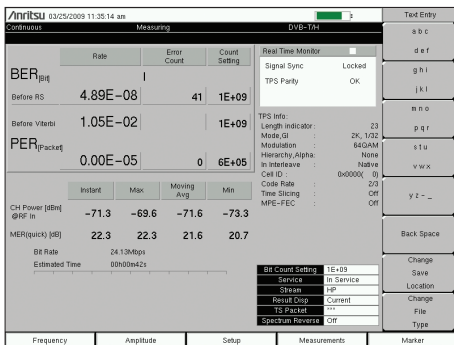 Anritsu 03/25/2009 11:35:14 am
Continuous Measuring DVB-T/H
Rate Error Count Count Setting
BER[Bit]
Before RS 4.89E-08 41 1E+09
Before Viterbi 1.05E-02 1E+09
PER[Packet]
0.00E-05 0 6E+05
Instant Max Moving Avg Min
CH Power [dBm] @RF In -71.3 -69.6 -71.6 -73.3
MER(quick) [dB] 22.3 22.3 21.6 20.7
Bit Rate 24.13Mbps
Estimated Time 00h00m42s
Real Time Monitor
Signal Sync Locked
TPS Parity OK
TPS Info:
Length indicator: 23
Mode,GI : 2K, 1/32
Modulation : 64QAM
Hierarchy,Alpha: None
In Interleave : Native
Cell ID : 0x0000( 0)
Code Rate : 2/3
Time Slicing : Off
MPE-FEC : Off
Bit Count Setting 1E+09
Service In Service
Stream HP
Result Disp Current
TS Packet ***
Spectrum Reverse Off
Text Entry
a b c
d e f
g h i
j k l
m n o
p q r
s t u
v w x
y z - _
Back Space
Change
Save
Location
Change
File
Type
Frequency Amplitude Setup Measurements Marker